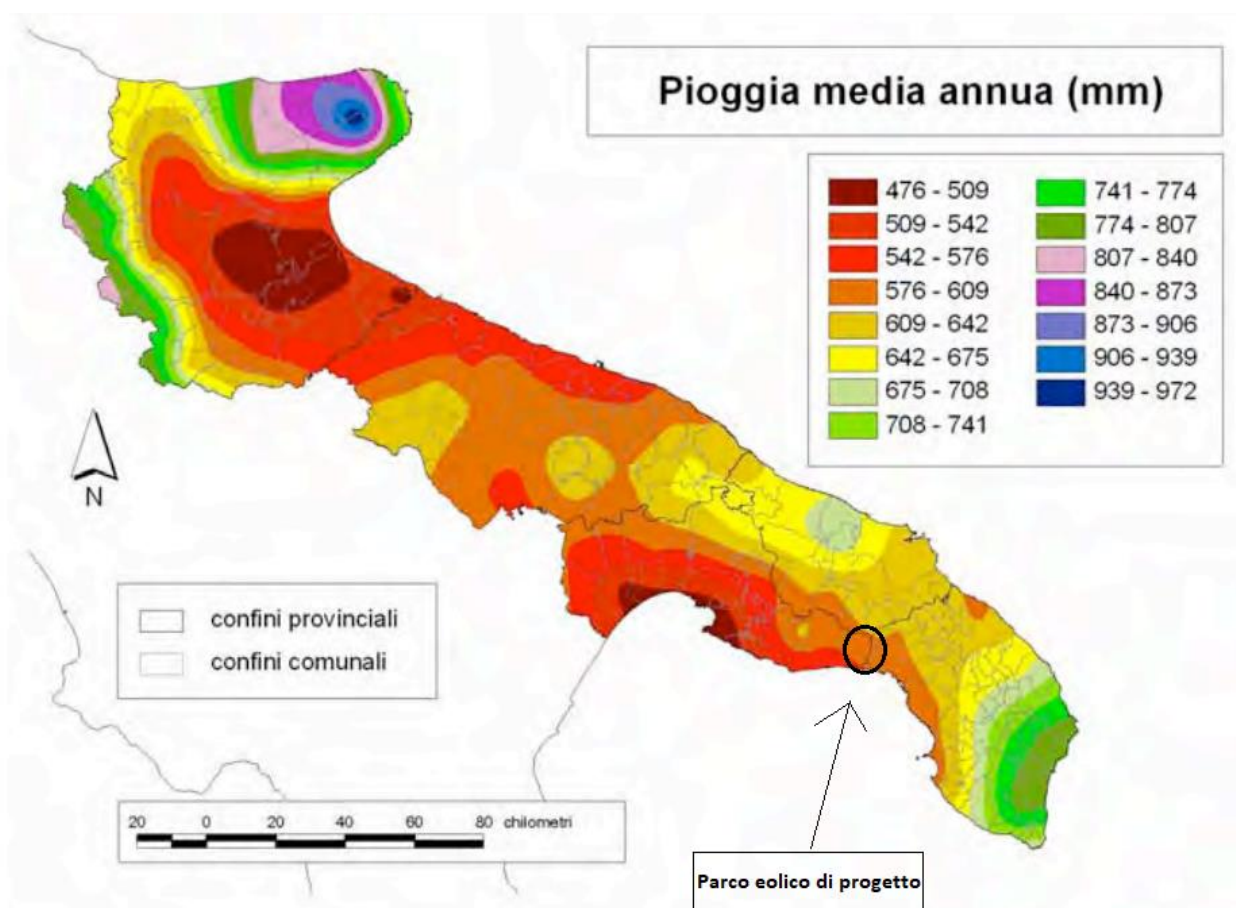 Pioggia media annua (mm)
476 - 509
509 - 542
542 - 576
576 - 609
609 - 642
642 - 675
675 - 708
708 - 741
741 - 774
774 - 807
807 - 840
840 - 873
873 - 906
906 - 939
939 - 972
N
confini provinciali
confini comunali
20 0 20 40 60 80 chilometri
Parco eolico di progetto